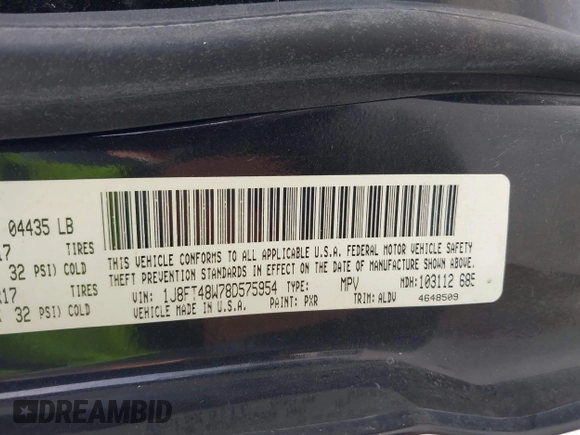 04435 LB
17 TIRES
32 PSI) COLD
R17 TIRES
32 PSI) COLD
THIS VEHICLE CONFORMS TO ALL APPLICABLE U.S.A. FEDERAL MOTOR VEHICLE SAFETY
THEFT PREVENTION STANDARDS IN EFFECT ON THE DATE OF MANUFACTURE SHOWN ABOVE.
VIN: 1J8FT48W78D575954 TYPE: MPV MDH: 103112 685
VEHICLE MADE IN U.S.A. PAINT: PXR TRIM: ALDV 4648509
DREAMBID